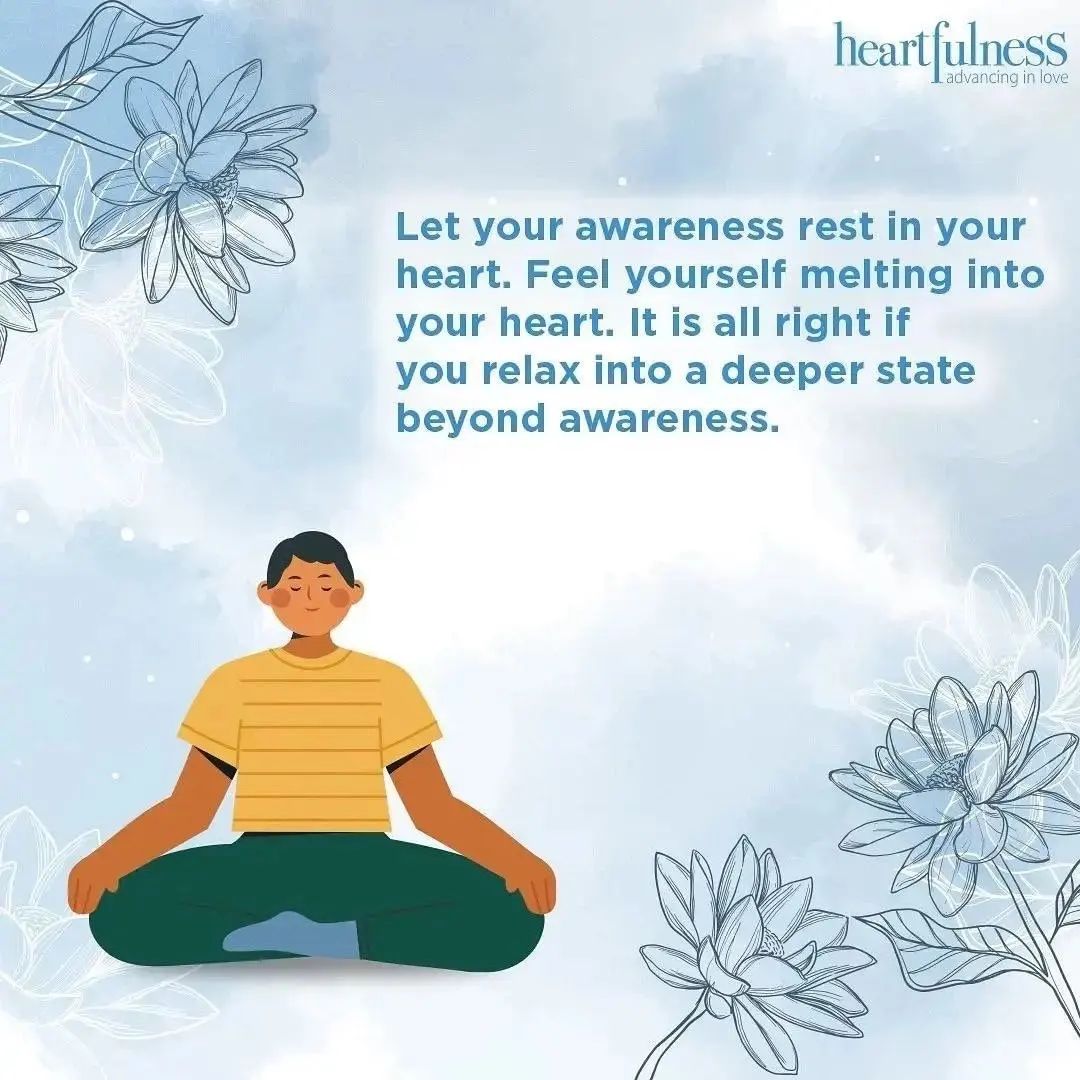 heartfulness
advancing in love
Let your awareness rest in your
heart. Feel yourself melting into
your heart. It is all right if
you relax into a deeper state
beyond awareness.